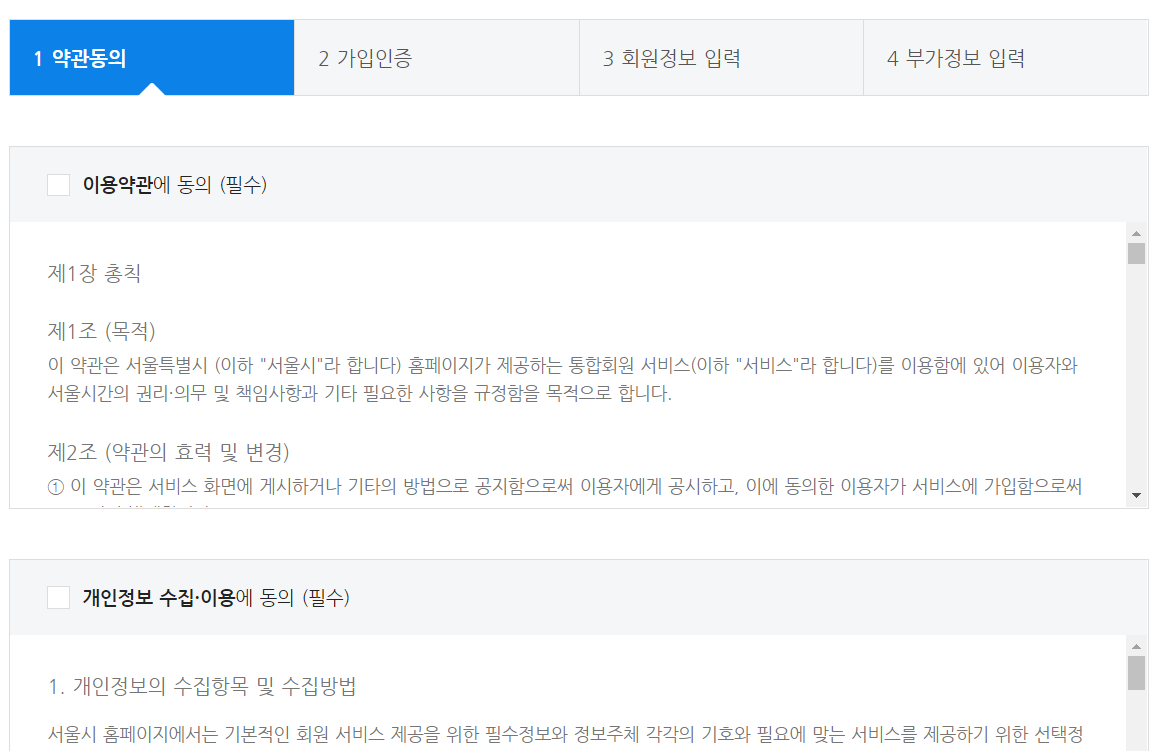 1 약관동의
2 가입인증
3 회원정보 입력
4 부가정보 입력
이용약관에 동의 (필수)
제1장 총칙
제1조 (목적)
이 약관은 서울특별시 (이하 "서울시"라 합니다) 홈페이지가 제공하는 통합회원 서비스(이하 "서비스"라 합니다)를 이용함에 있어 이용자와
서울시간의 권리·의무 및 책임사항과 기타 필요한 사항을 규정함을 목적으로 합니다.
제2조 (약관의 효력 및 변경)
① 이 약관은 서비스 화면에 게시하거나 기타의 방법으로 공지함으로써 이용자에게 공시하고, 이에 동의한 이용자가 서비스에 가입함으로써
개인정보 수집·이용에 동의 (필수)
1. 개인정보의 수집항목 및 수집방법
서울시 홈페이지에서는 기본적인 회원 서비스 제공을 위한 필수정보와 정보주체 각각의 기호와 필요에 맞는 서비스를 제공하기 위한 선택정